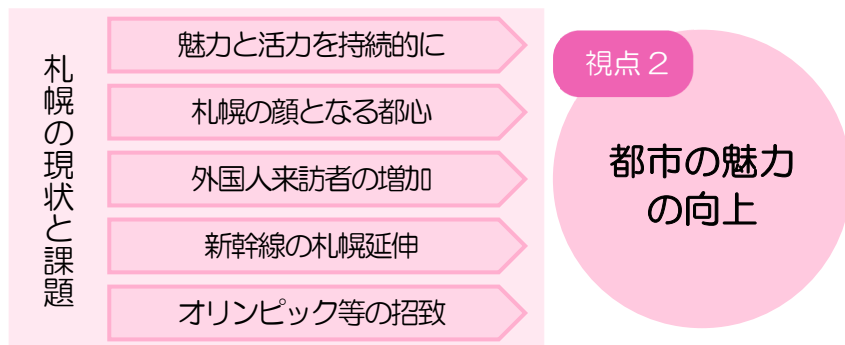 札幌の現状と課題
魅力と活力を持続的に
札幌の顔となる都心
外国人来訪者の増加
新幹線の札幌延伸
オリンピック等の招致
視点２
都市の魅力
の向上